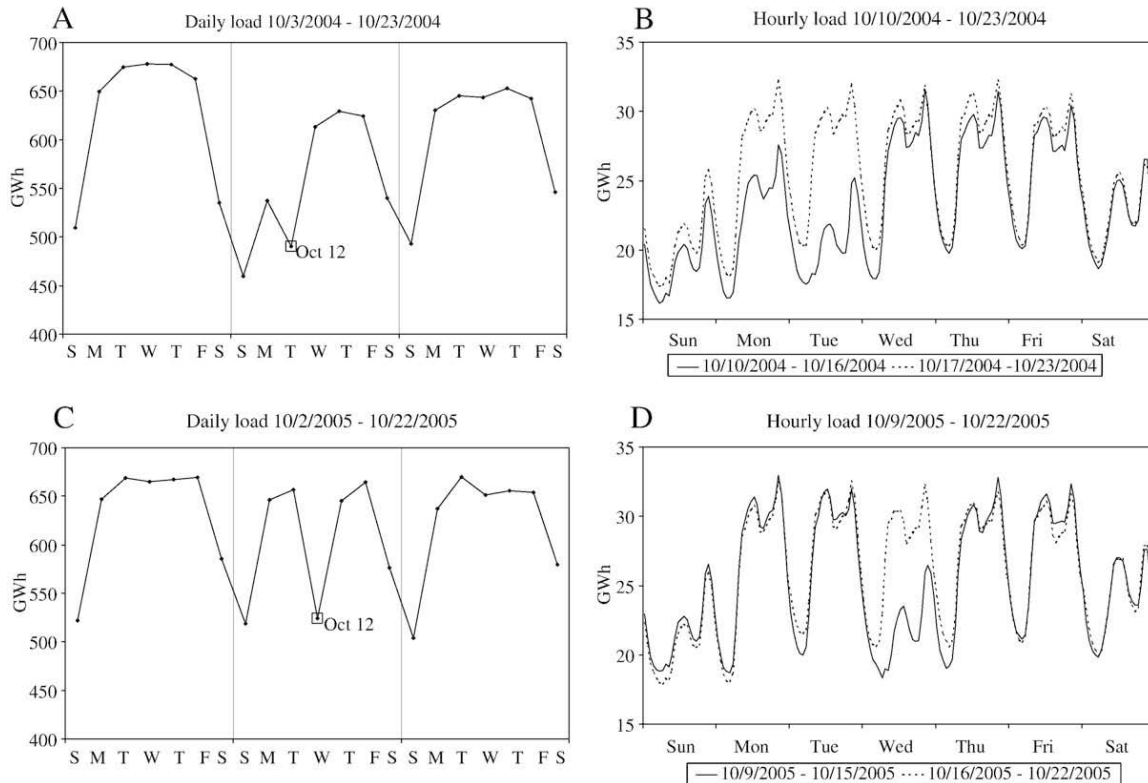 A
Daily load 10/3/2004 - 10/23/2004
700
650
600
550
500
450
400
GWh
Oct 12
S M T W T F S S M T W T F S S M T W T F S
B
Hourly load 10/10/2004 - 10/23/2004
35
30
25
20
15
GWh
Sun Mon Tue Wed Thu Fri Sat
10/10/2004 - 10/16/2004 10/17/2004 -10/23/2004
C
Daily load 10/2/2005 - 10/22/2005
700
650
600
550
500
450
400
GWh
Oct 12
S M T W T F S S M T W T F S S M T W T F S
D
Hourly load 10/9/2005 - 10/22/2005
35
30
25
20
15
GWh
Sun Mon Tue Wed Thu Fri Sat
10/9/2005 - 10/15/2005 10/16/2005 - 10/22/2005